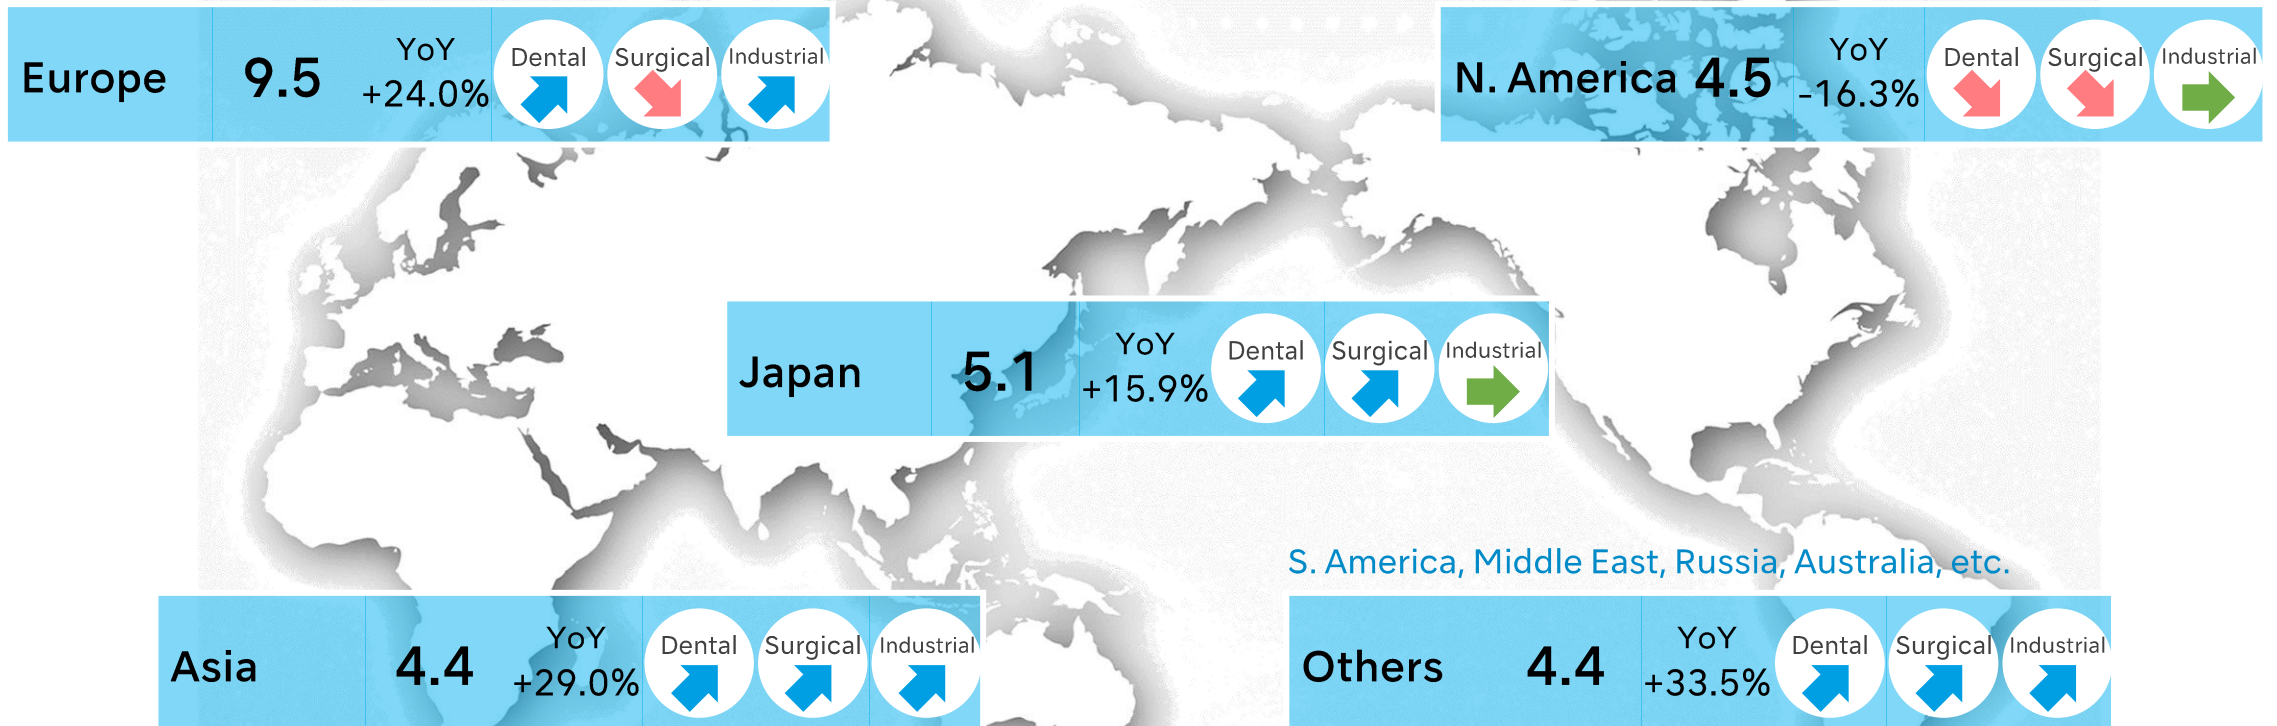 Europe 9.5 YoY +24.0% Dental Surgical Industrial
N. America 4.5 YoY -16.3% Dental Surgical Industrial
Japan 5.1 YoY +15.9% Dental Surgical Industrial
S. America, Middle East, Russia, Australia, etc.
Asia 4.4 YoY +29.0% Dental Surgical Industrial
Others 4.4 YoY +33.5% Dental Surgical Industrial